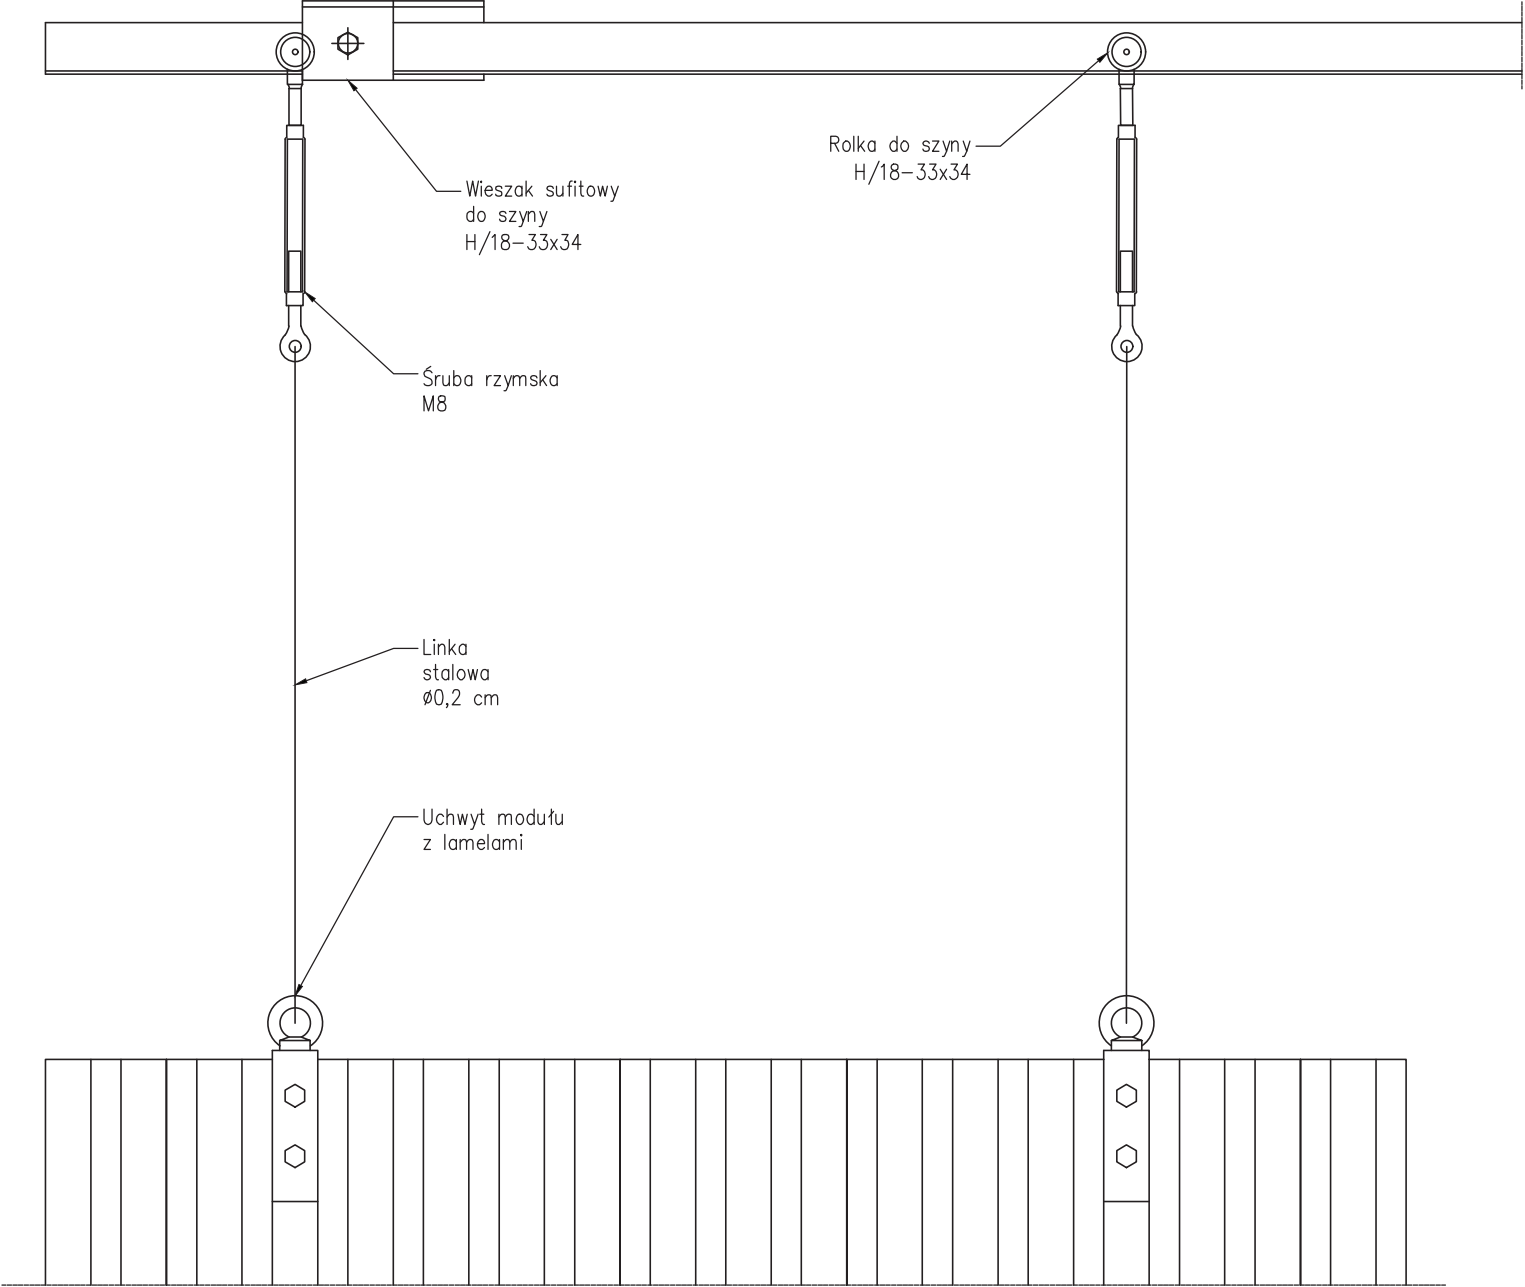 Rolka do szyny
H/18-33x34
Wieszak sufitowy
do szyny
H/18-33x34
Śruba rzymska
M8
Linka
stalowa
Ø0,2 cm
Uchwyt modułu
z lamelami